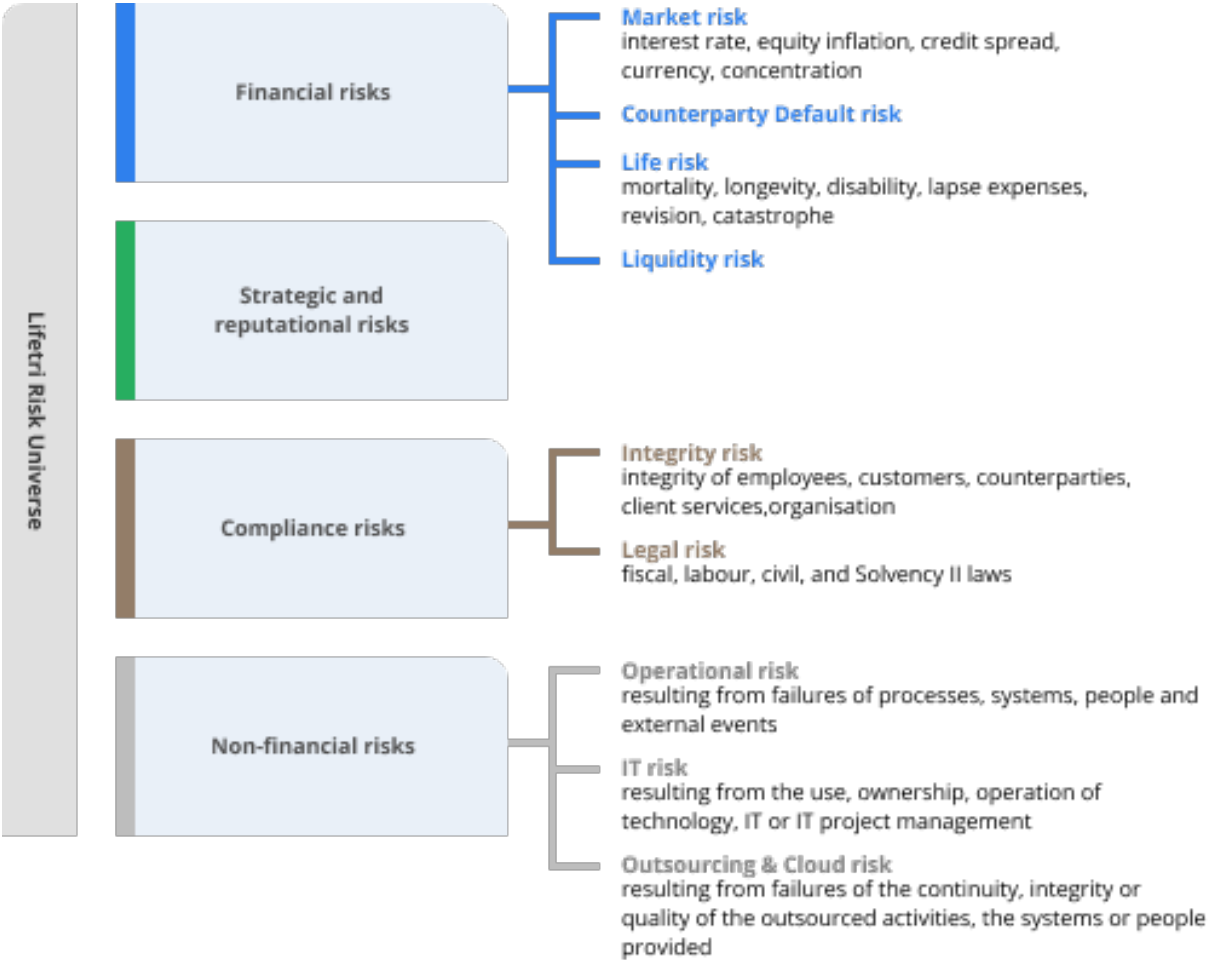 Lifetri Risk Universe
Financial risks
Market risk
interest rate, equity inflation, credit spread,
currency, concentration
Counterparty Default risk
Life risk
mortality, longevity, disability, lapse expenses,
revision, catastrophe
Liquidity risk
Strategic and
reputational risks
Compliance risks
Integrity risk
integrity of employees, customers, counterparties,
client services,organisation
Legal risk
fiscal, labour, civil, and Solvency II laws
Non-financial risks
Operational risk
resulting from failures of processes, systems, people and
external events
IT risk
resulting from the use, ownership, operation of
technology, IT or IT project management
Outsourcing & Cloud risk
resulting from failures of the continuity, integrity or
quality of the outsourced activities, the systems or people
provided